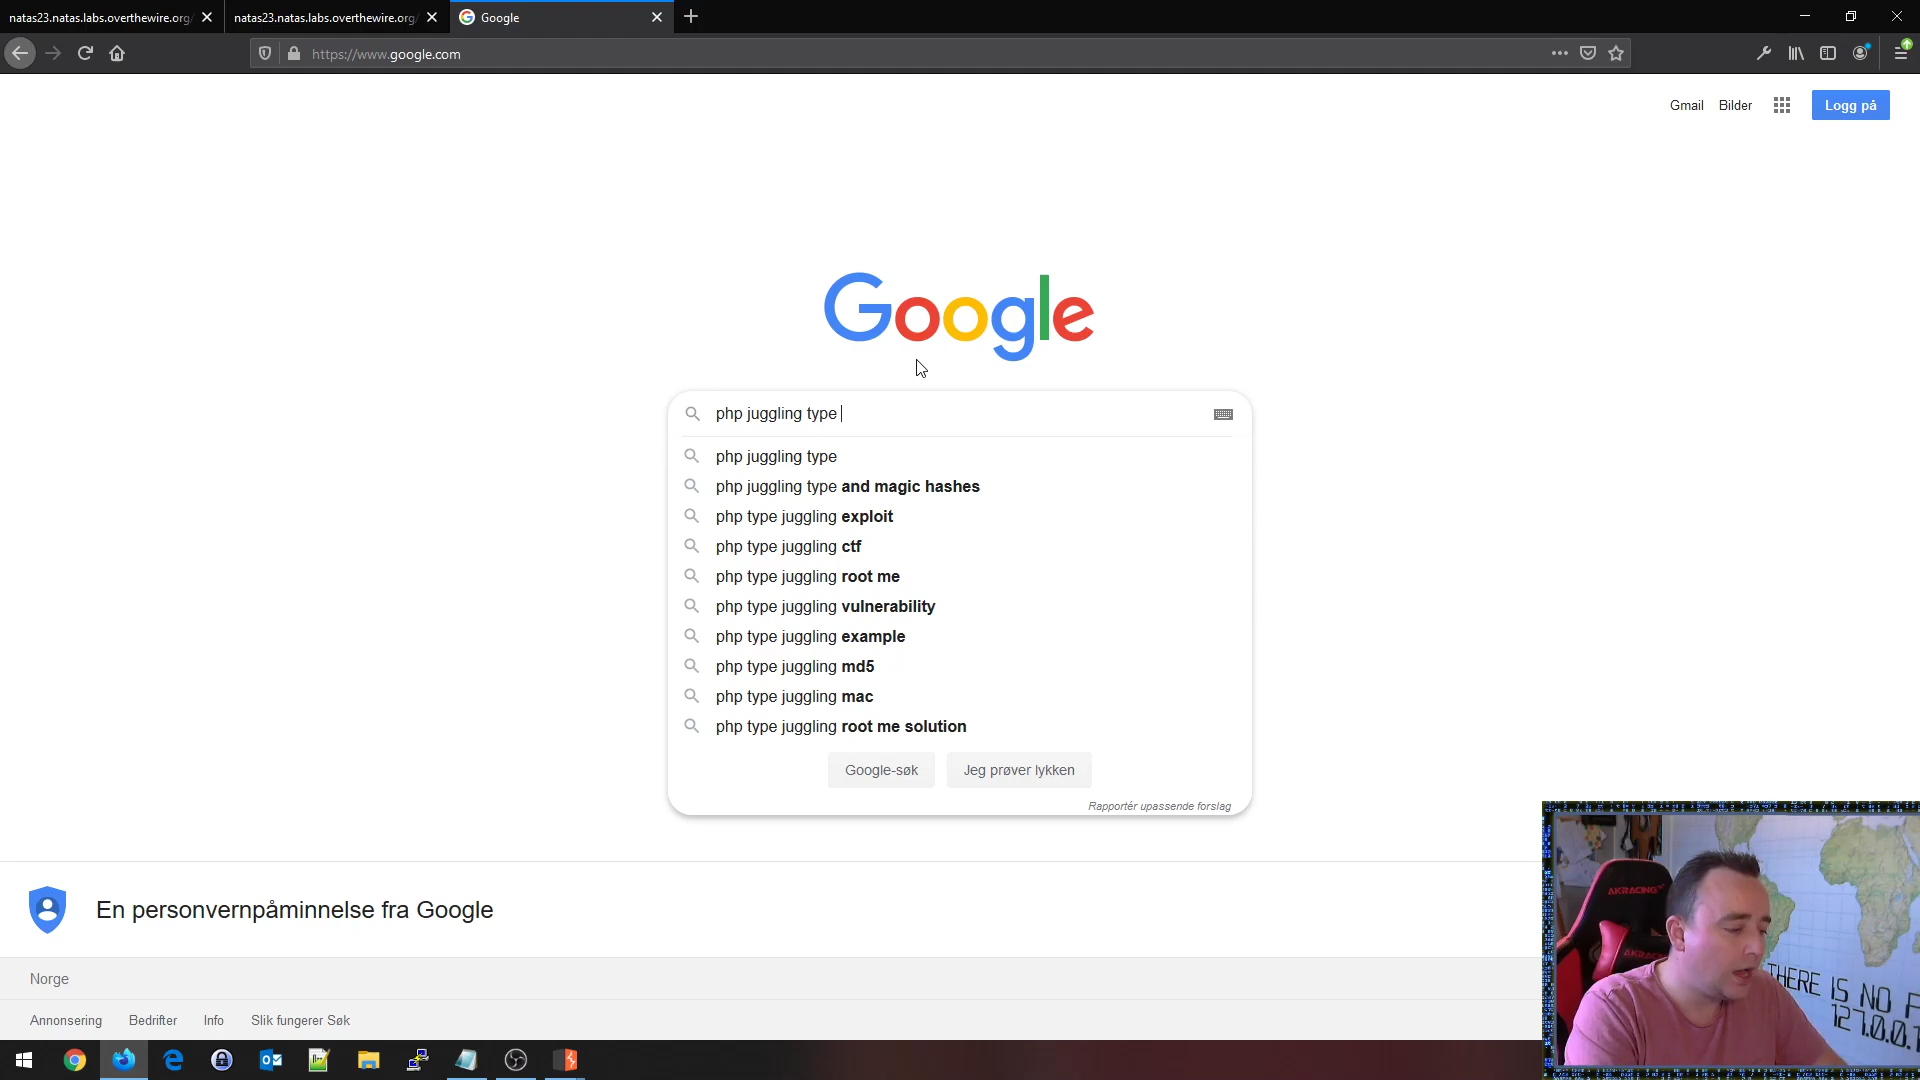 natas23.natas.labs.overthewire.org/
natas23.natas.labs.overthewire.org/
Google
https://www.google.com
Gmail
Bilder
Logg på
Google
php juggling type
php juggling type
php juggling type and magic hashes
php type juggling exploit
php type juggling ctf
php type juggling root me
php type juggling vulnerability
php type juggling example
php type juggling md5
php type juggling mac
php type juggling root me solution
Google-søk
Jeg prøver lykken
Rapportér upassende forslag
En personvernpåminnelse fra Google
Norge
Annonsering
Bedrifter
Info
Slik fungerer Søk
AKRACING
AKRACING
THERE IS NO
127.0.0.